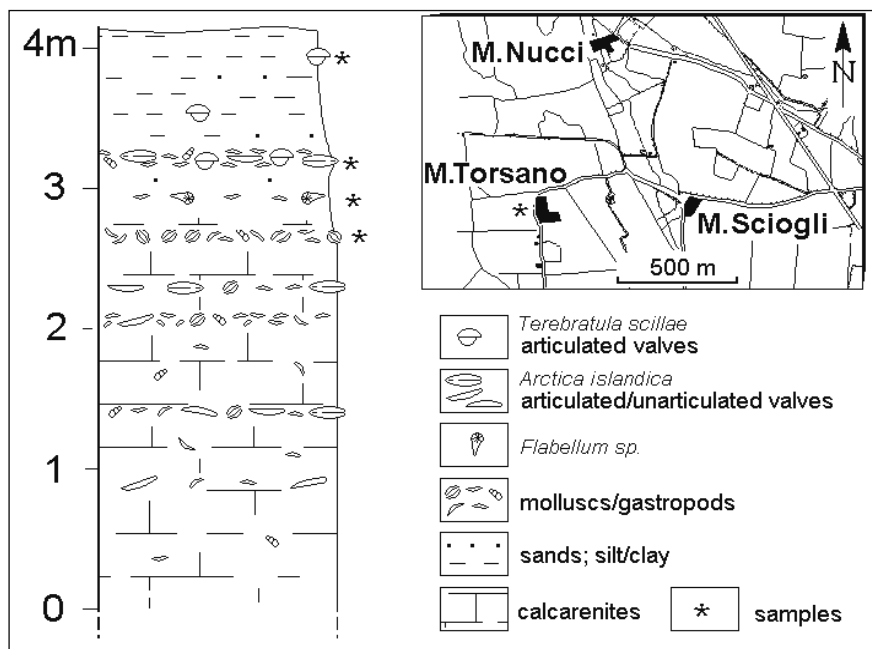 4m
3
2
1
0
M.Nucci
N
M.Torsano
*
M.Sciogli
500 m
*
*
*
*
Terebratula scillae
articulated valves
Arctica islandica
articulated/unarticulated valves
Flabellum sp.
molluscs/gastropods
sands; silt/clay
calcarenites
* samples